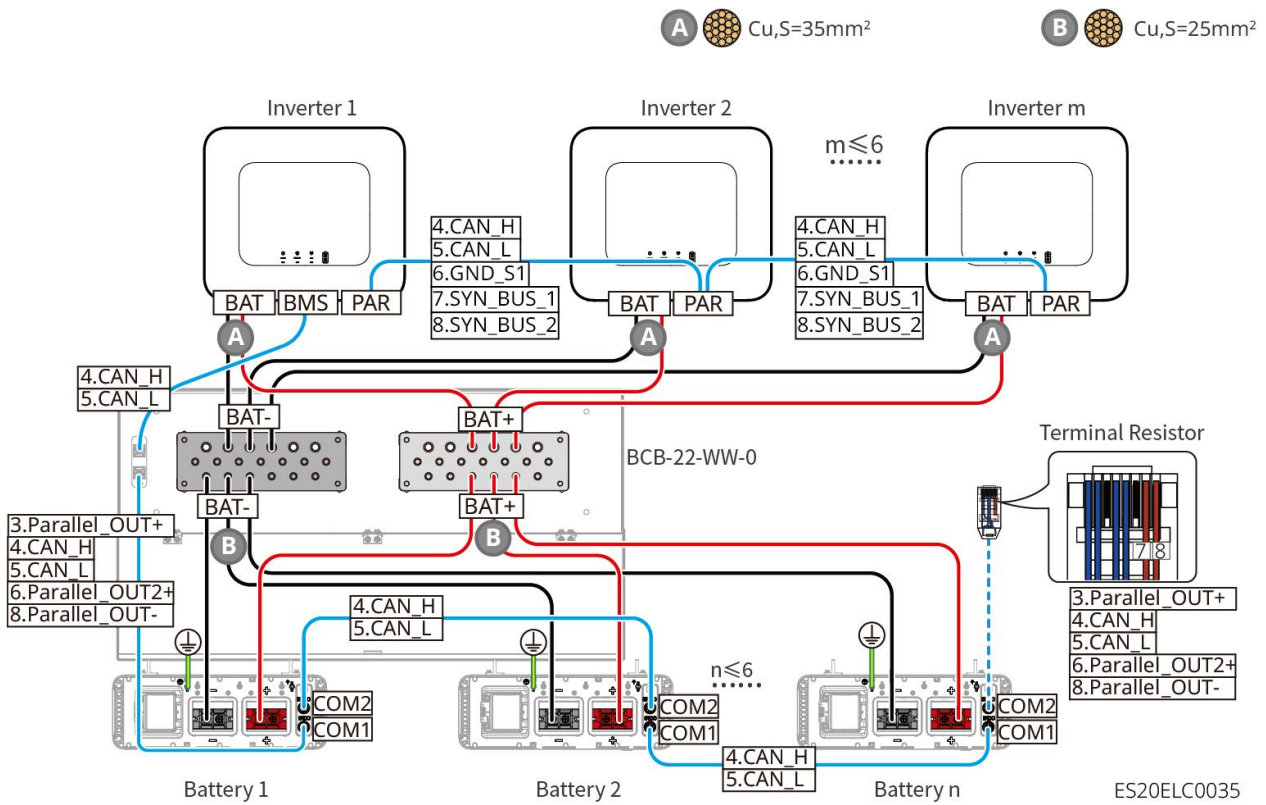 A Cu,S=35mm²
B Cu,S=25mm²
Inverter 1
Inverter 2
m≤6
Inverter m
4.CAN_H
5.CAN_L
6.GND_S1
7.SYN_BUS_1
8.SYN_BUS_2
4.CAN_H
5.CAN_L
6.GND_S1
7.SYN_BUS_1
8.SYN_BUS_2
BAT BMS PAR
BAT PAR
BAT PAR
A
A
A
4.CAN_H
5.CAN_L
BAT-
BAT+
BCB-22-WW-0
Terminal Resistor
7 8
BAT-
BAT+
B
B
3.Parallel_OUT+
4.CAN_H
5.CAN_L
6.Parallel_OUT2+
8.Parallel_OUT-
4.CAN_H
5.CAN_L
3.Parallel_OUT+
4.CAN_H
5.CAN_L
6.Parallel_OUT2+
8.Parallel_OUT-
n≤6
- +
- +
COM2
COM1
- +
- +
COM2
COM1
- +
- +
COM2
COM1
4.CAN_H
5.CAN_L
Battery 1
Battery 2
Battery n
ES20ELC0035